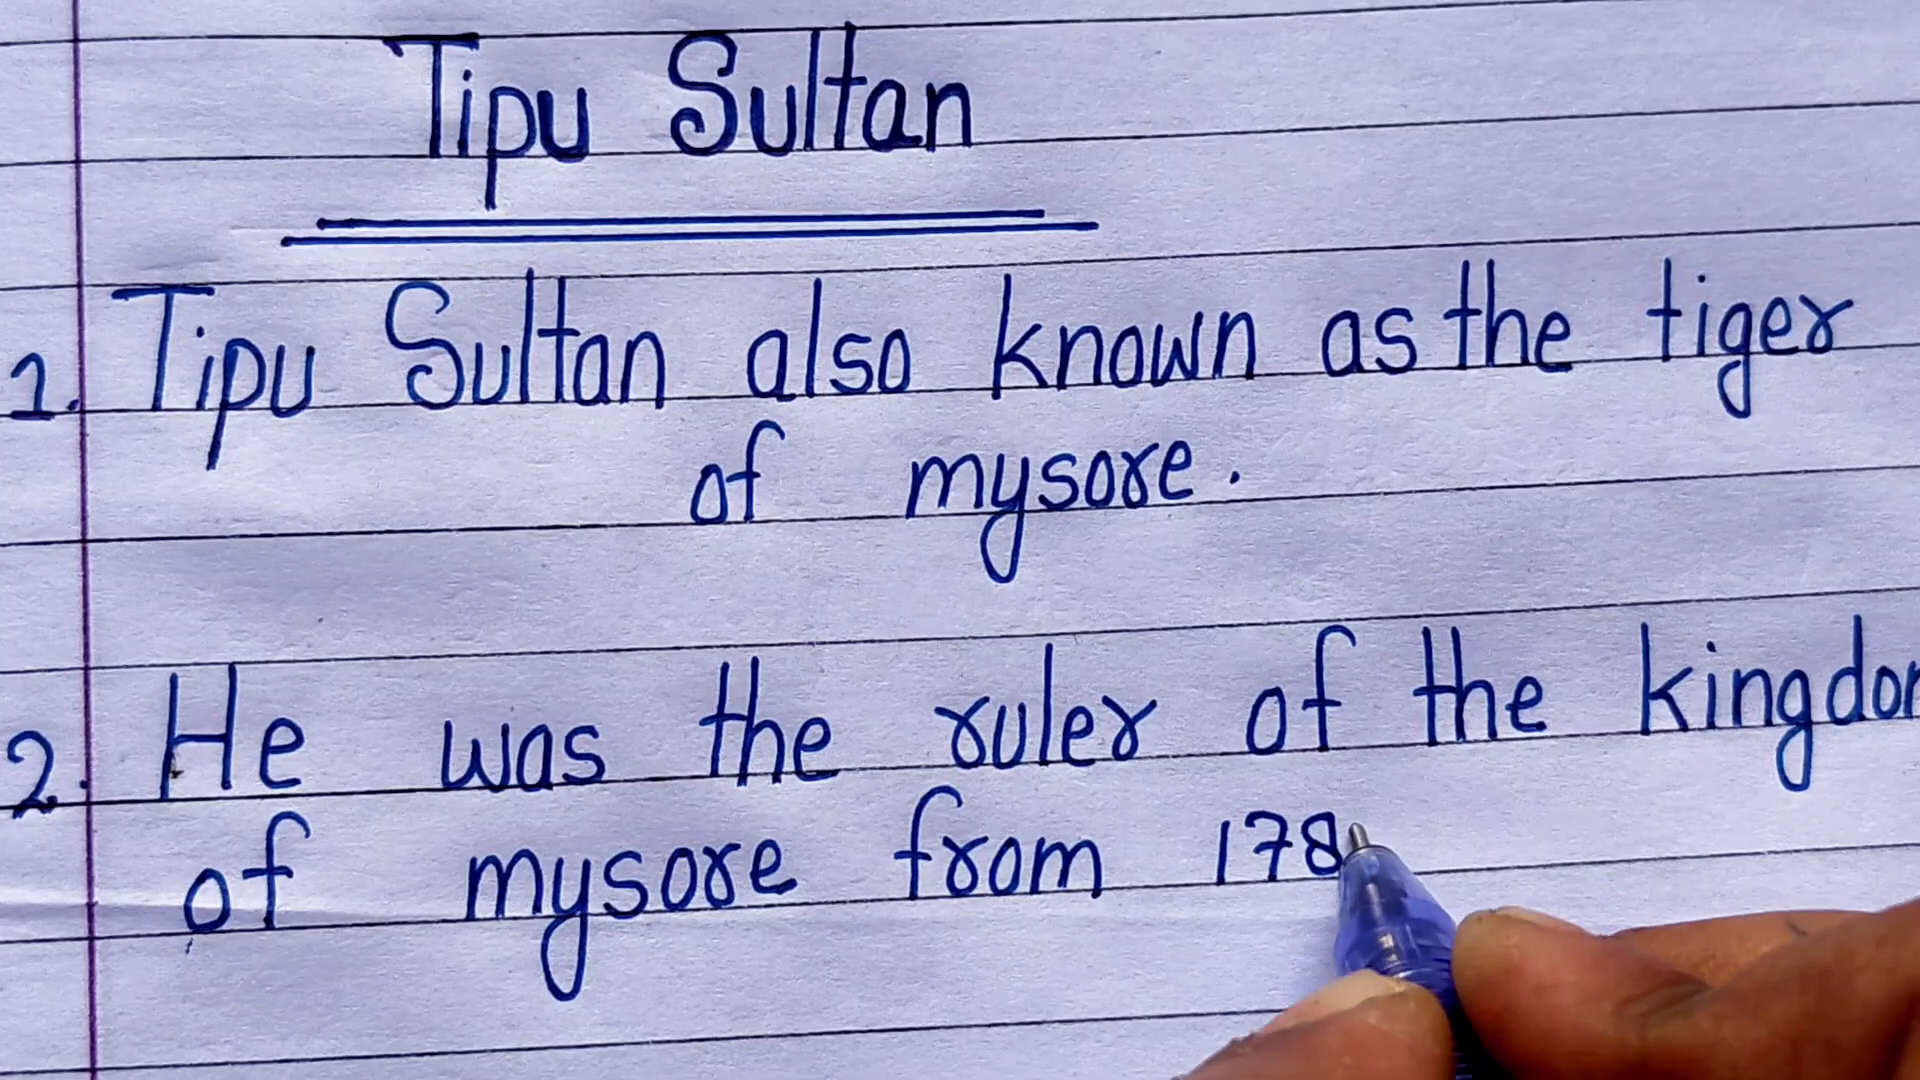 Tipu Sultan
1. Tipu Sultan also known as the tiger
of mysore.
2. He was the ruler of the kingdom
of mysore from 178